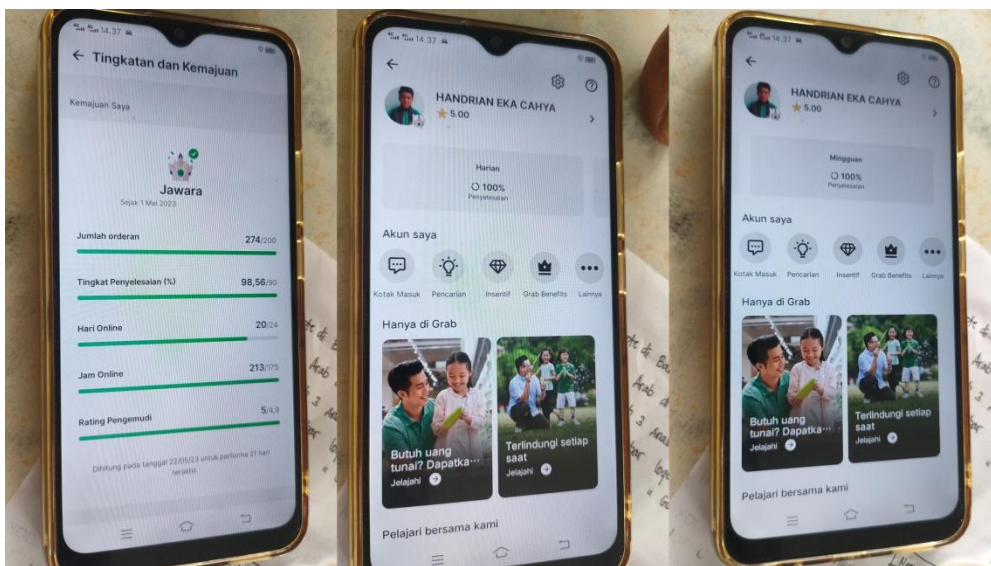 14.37
Tingkatan dan Kemajuan
Kemajuan Saya
Jawara
Sejak 1 Mei 2023
Jumlah orderan
274/200
Tingkat Penyelesaian (%)
98,56/90
Hari Online
20/24
Jam Online
213/175
Rating Pengemudi
5/4,9
Dihitung pada tanggal 22/05/23 untuk performa 21 hari
terakhir.
14.37
HANDRIAN EKA CAHYA
5.00
Harian
100%
Penyelesaian
Akun saya
Kotak Masuk
Pencarian
Insentif
Grab Benefits
Lainnya
Hanya di Grab
Butuh uang
tunai? Dapatka...
Jelajahi
Terlindungi setiap
saat
Jelajahi
Pelajari bersama kami
14.37
HANDRIAN EKA CAHYA
5.00
Mingguan
100%
Penyelesaian
Akun saya
Kotak Masuk
Pencarian
Insentif
Grab Benefits
Lainnya
Hanya di Grab
Butuh uang
tunai? Dapatka...
Jelajahi
Terlindungi setiap
saat
Jelajahi
Pelajari bersama kami